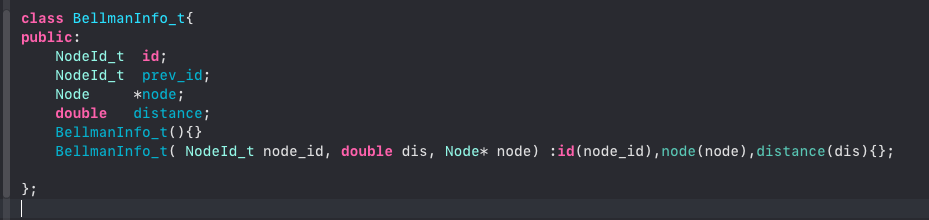 class BellmanInfo_t{
public:
    NodeId_t  id;
    NodeId_t  prev_id;
    Node     *node;
    double   distance;
    BellmanInfo_t(){}
    BellmanInfo_t( NodeId_t node_id, double dis, Node* node) :id(node_id),node(node),distance(dis){};
};